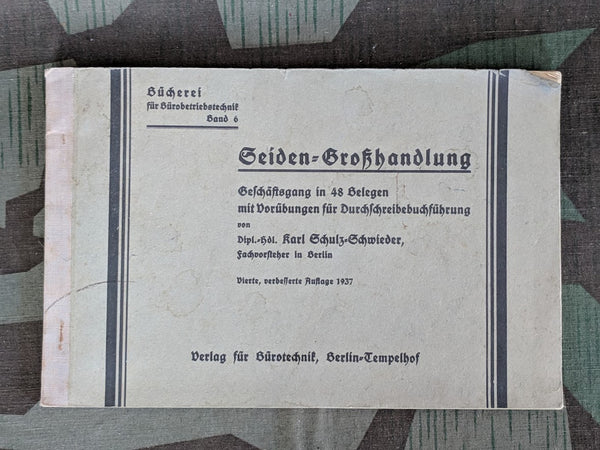 Bücherei
für Bürobetriebstechnik
Band 6
Seiden-Großhandlung
Geschäftsgang in 48 Belegen
mit Vorübungen für Durchschreibebuchführung
von
Dipl.-Hdl. Karl Schulz-Schwieder,
Fachvorsteher in Berlin
Vierte, verbesserte Auflage 1937
Verlag für Bürotechnik, Berlin-Tempelhof